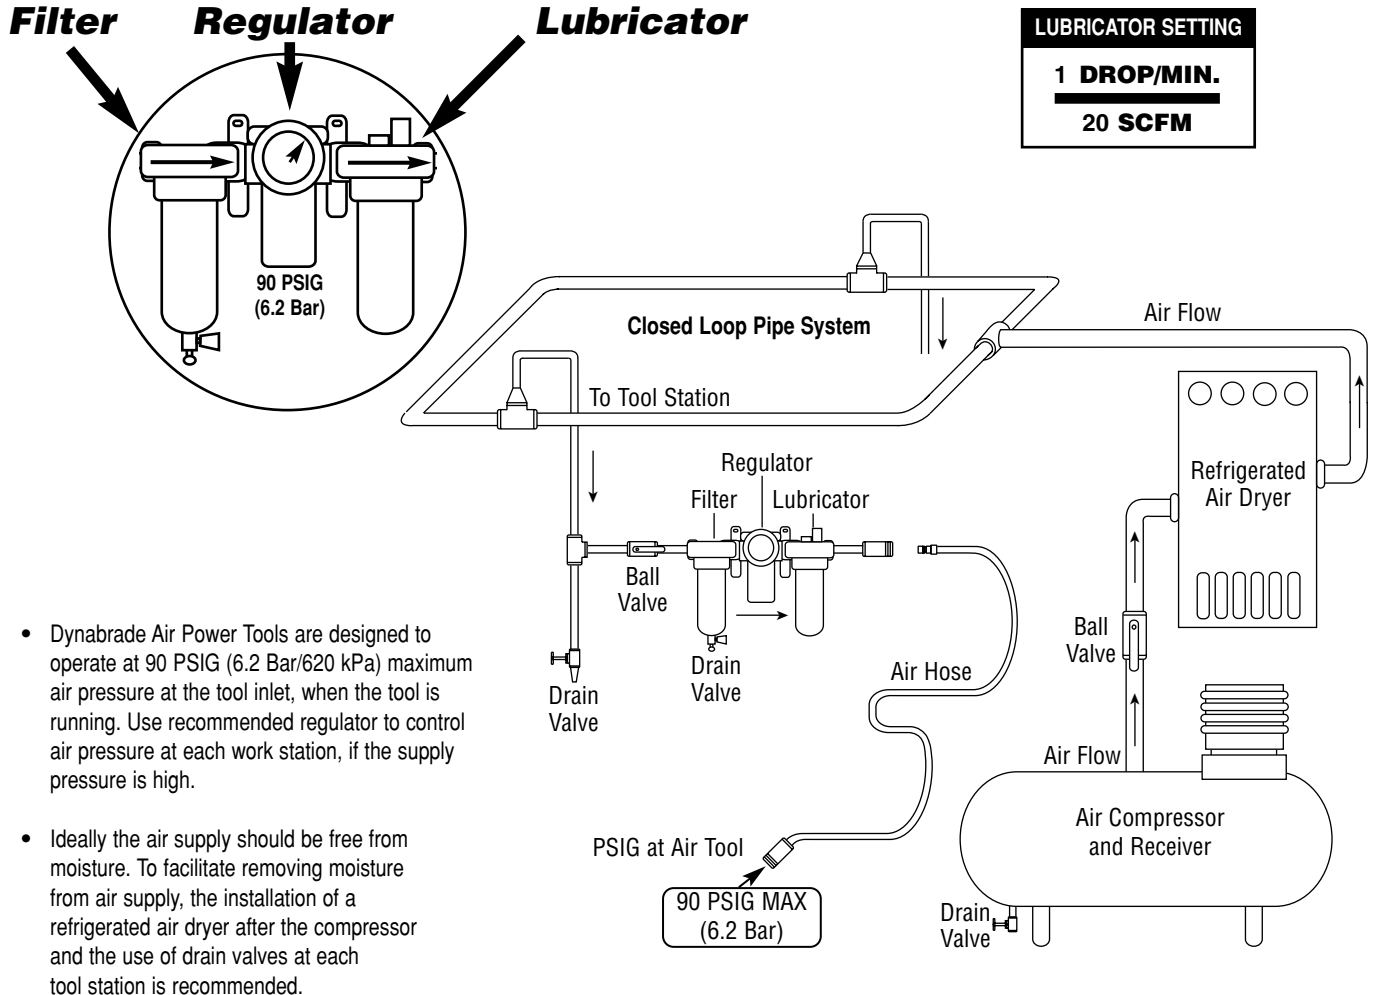 Filter
Regulator
Lubricator
LUBRICATOR SETTING
1 DROP/MIN.
20 SCFM
90 PSIG
(6.2 Bar)
Closed Loop Pipe System
Air Flow
To Tool Station
Regulator
Filter
Lubricator
Refrigerated
Air Dryer
Ball
Valve
Ball
Valve
Drain
Valve
Drain
Valve
Air Hose
Air Flow
Air Compressor
and Receiver
PSIG at Air Tool
90 PSIG MAX
(6.2 Bar)
Drain
Valve
• Dynabrade Air Power Tools are designed to
operate at 90 PSIG (6.2 Bar/620 kPa) maximum
air pressure at the tool inlet, when the tool is
running. Use recommended regulator to control
air pressure at each work station, if the supply
pressure is high.
• Ideally the air supply should be free from
moisture. To facilitate removing moisture
from air supply, the installation of a
refrigerated air dryer after the compressor
and the use of drain valves at each
tool station is recommended.